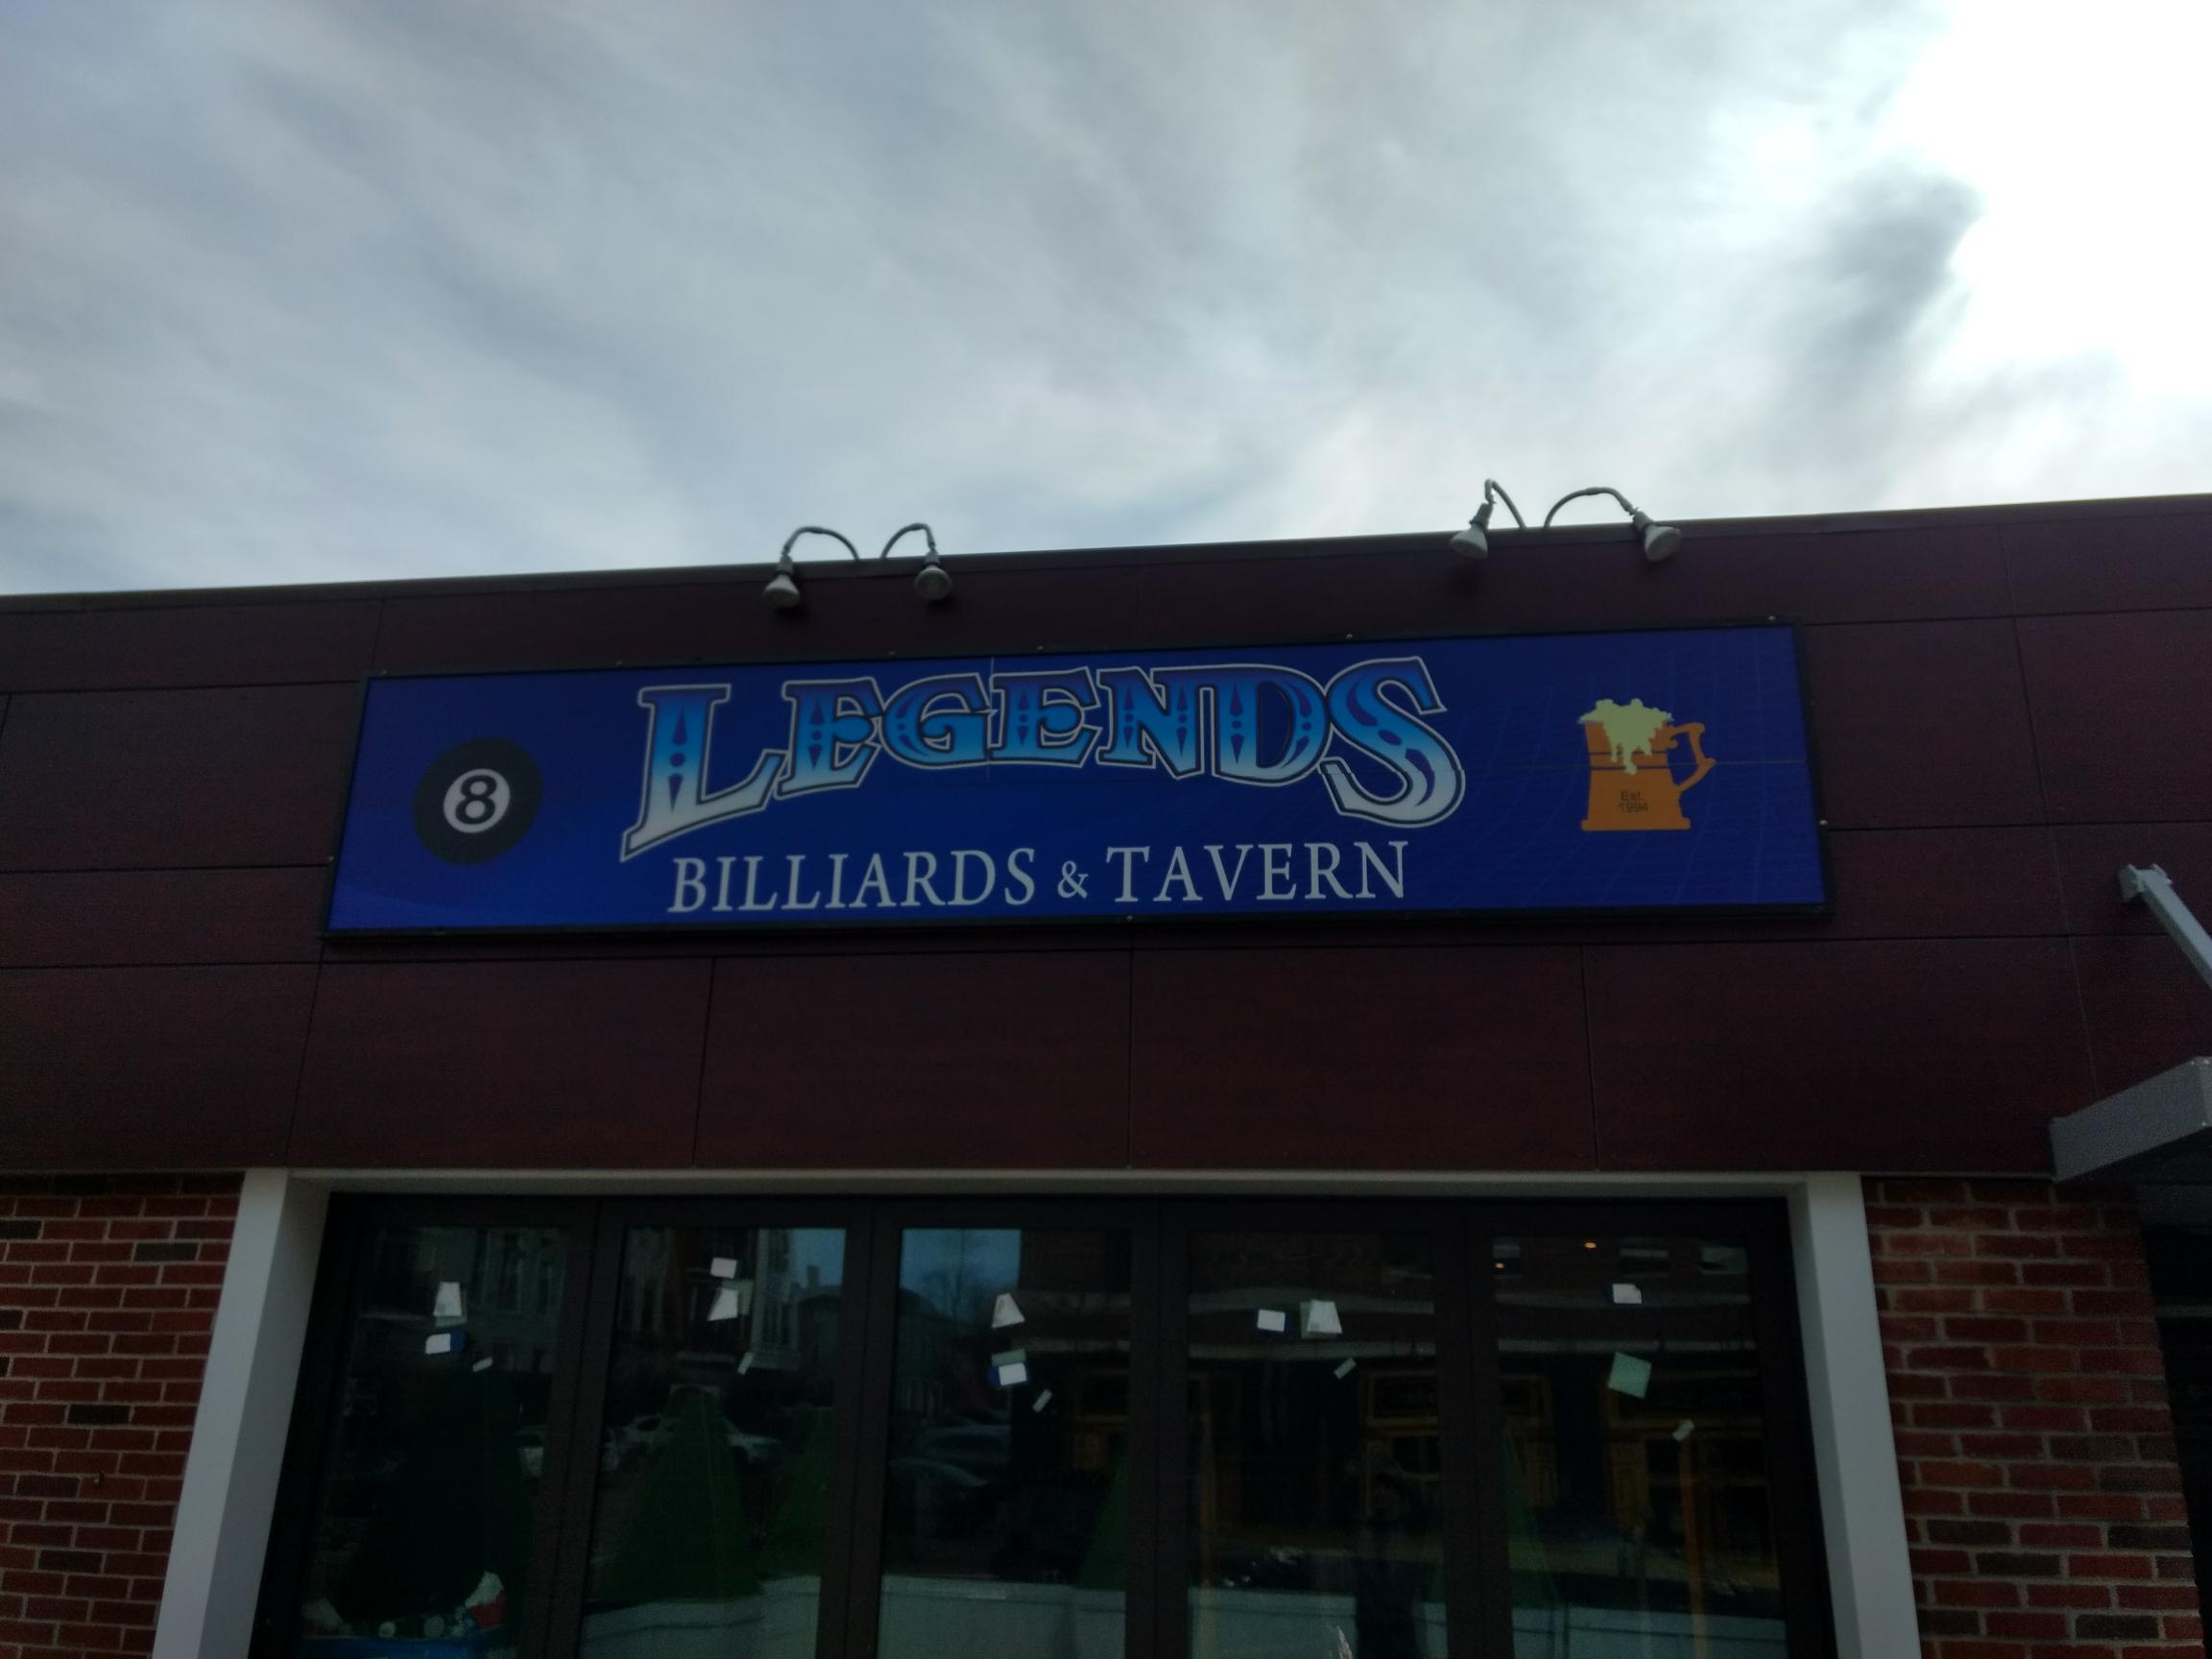 LEGENDS
8
BILLIARDS & TAVERN
Est.
1994